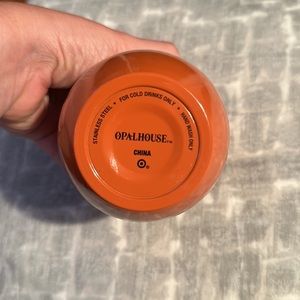 STAINLESS STEEL • FOR COLD DRINKS ONLY • HAND WASH ONLY
OPALHOUSE™
CHINA
®